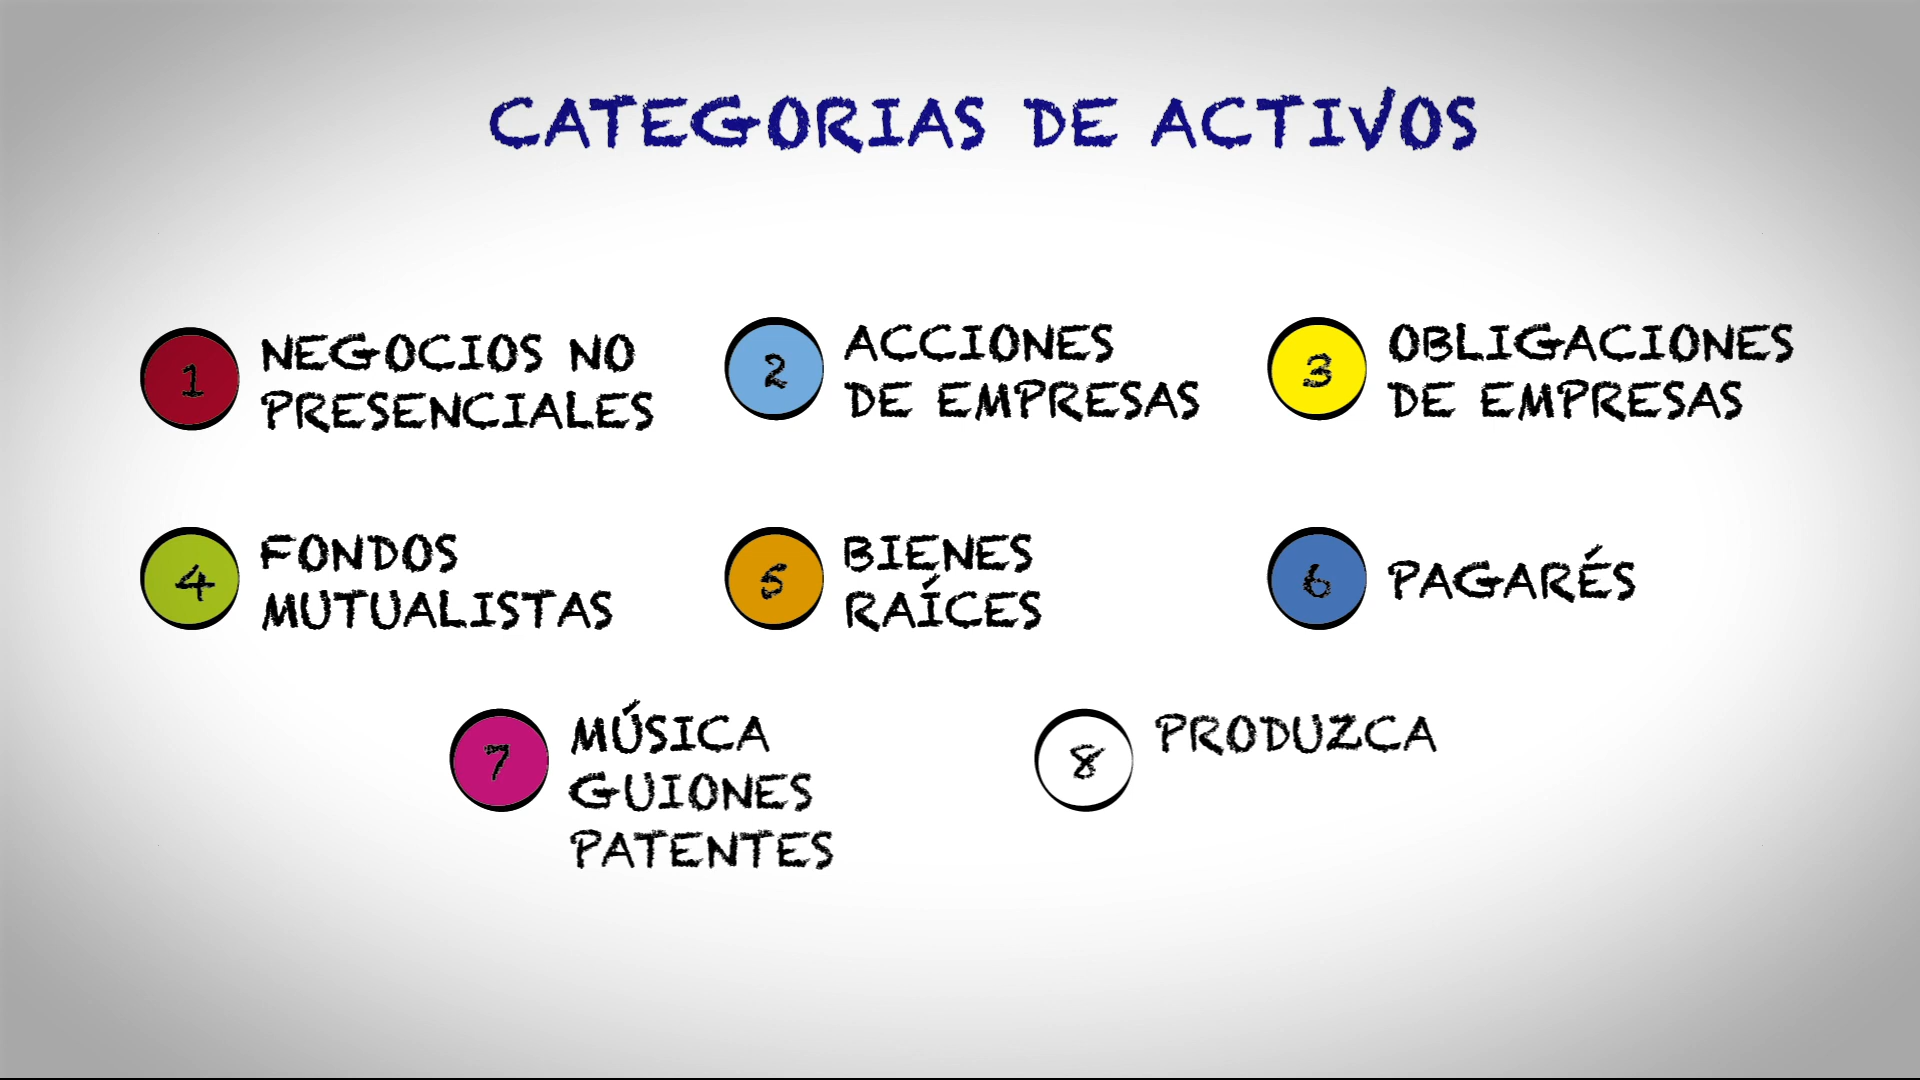 CATEGORIAS DE ACTIVOS
1 NEGOCIOS NO
PRESENCIALES
2 ACCIONES
DE EMPRESAS
3 OBLIGACIONES
DE EMPRESAS
4 FONDOS
MUTUALISTAS
5 BIENES
RAÍCES
6 PAGARÉS
7 MÚSICA
GUIONES
PATENTES
8 PRODUZCA